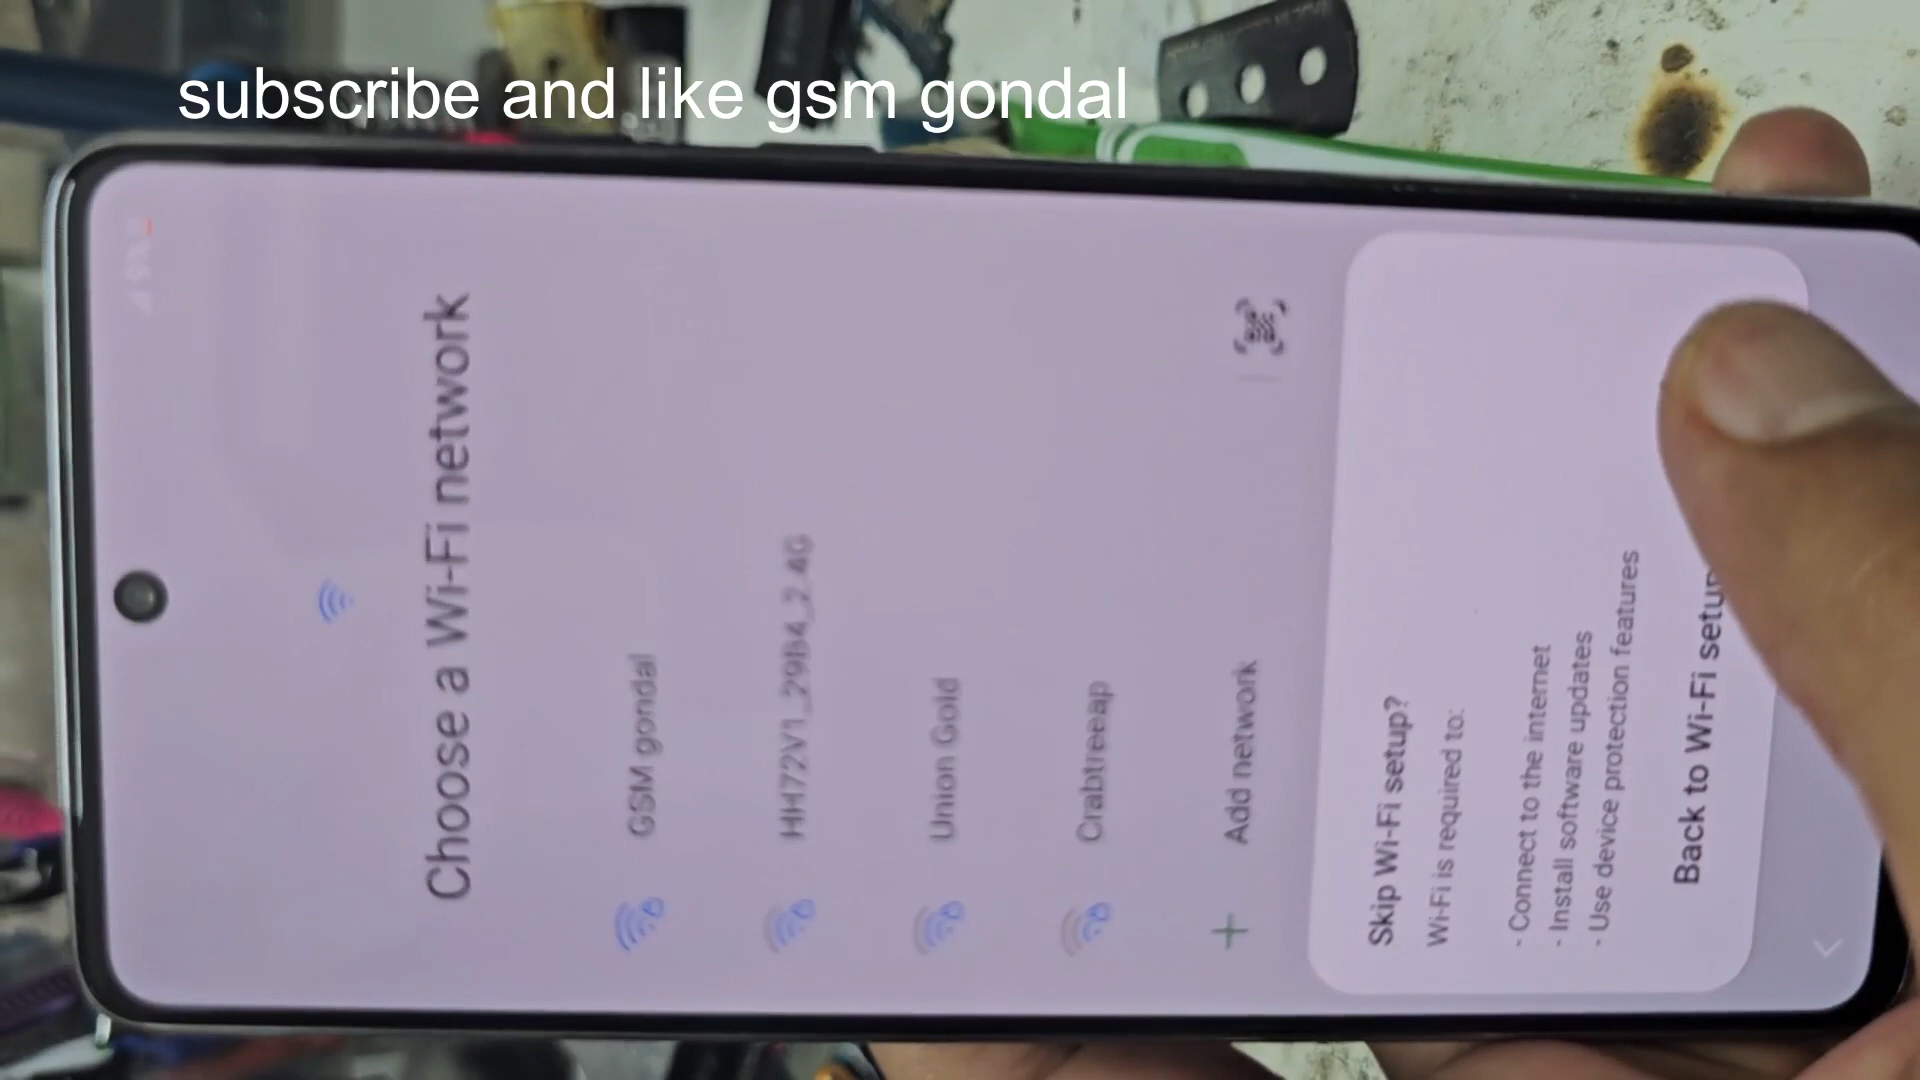 subscribe and like gsm gondal
Choose a Wi-Fi network
GSM gondal
HH72V1_29B4_2.4G
Union Gold
Crabtreeap
Add network
Skip Wi-Fi setup?
Wi-Fi is required to:
- Connect to the internet
- Install software updates
- Use device protection features
Back to Wi-Fi setup